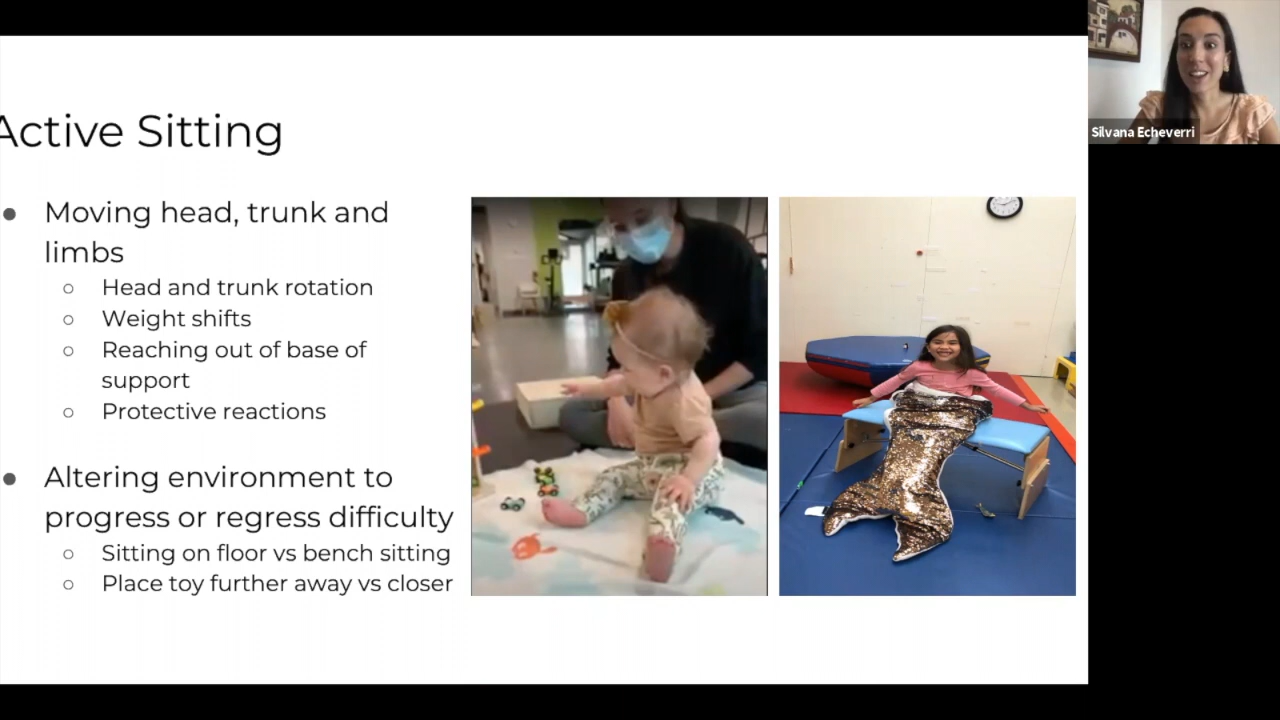 Active Sitting
● Moving head, trunk and
limbs
○ Head and trunk rotation
○ Weight shifts
○ Reaching out of base of
support
○ Protective reactions
● Altering environment to
progress or regress difficulty
○ Sitting on floor vs bench sitting
○ Place toy further away vs closer
Silvana Echeverri